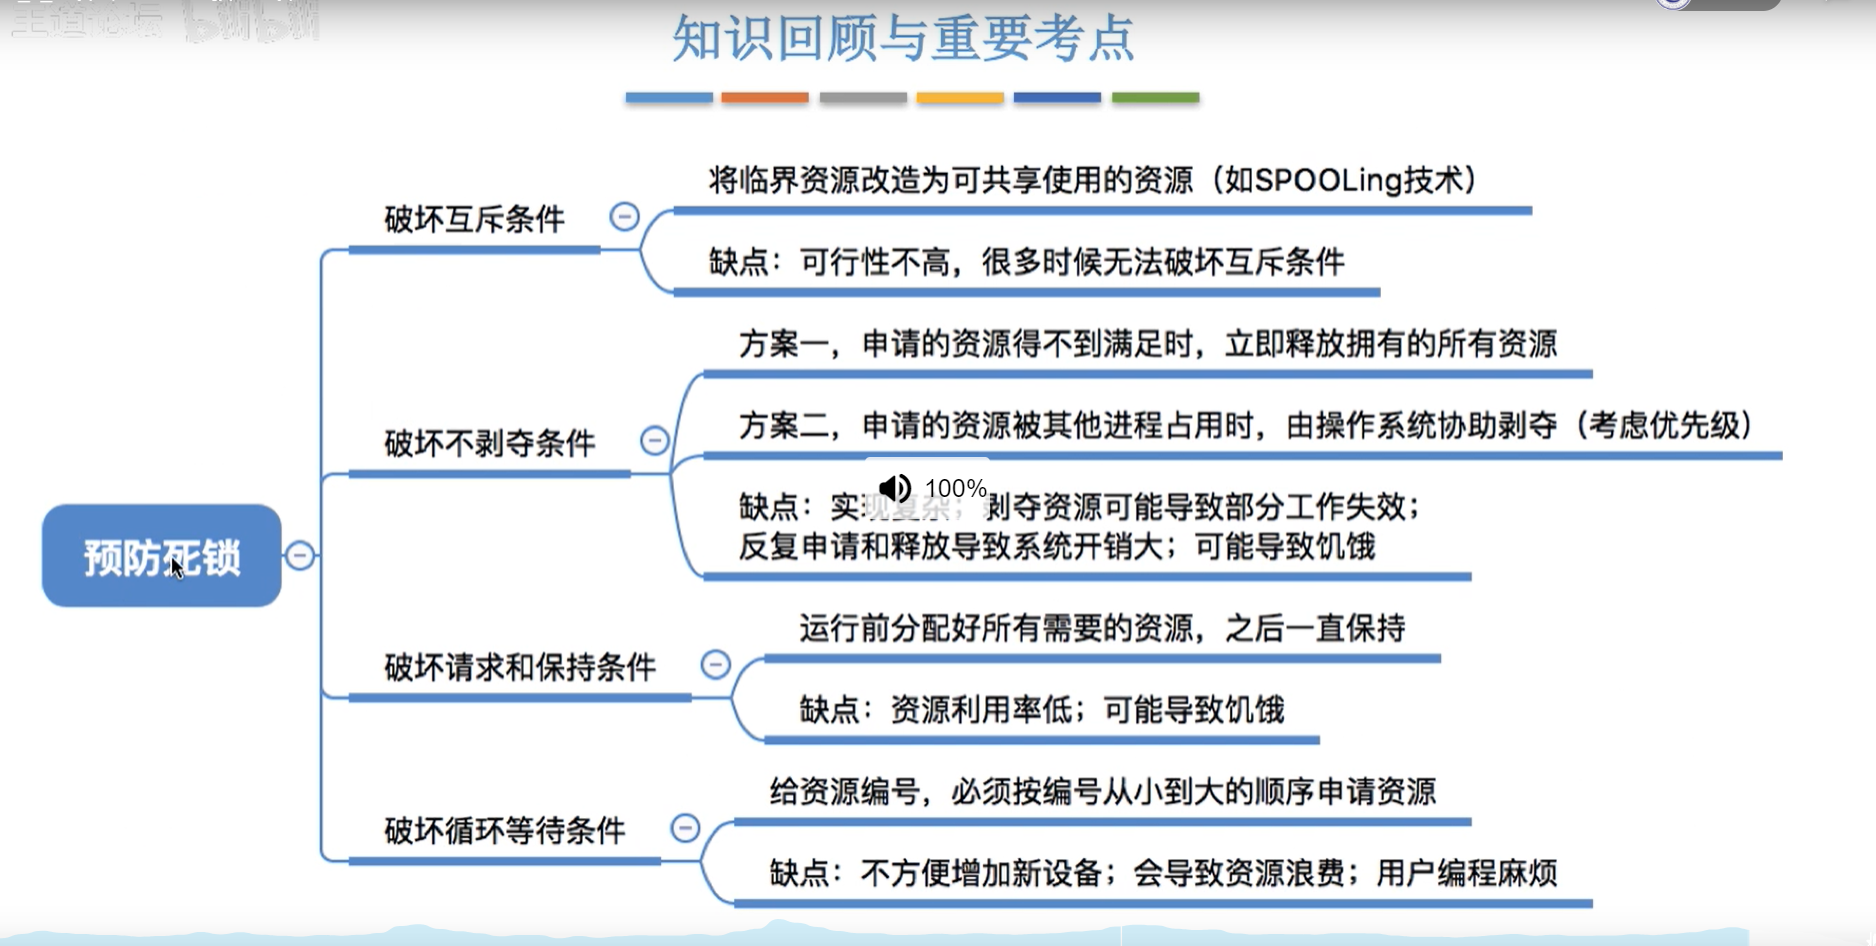 王道论坛 bilibili
知识回顾与重要考点
将临界资源改造为可共享使用的资源（如SPOOLing技术）
破坏互斥条件
缺点：可行性不高，很多时候无法破坏互斥条件
方案一，申请的资源得不到满足时，立即释放拥有的所有资源
方案二，申请的资源被其他进程占用时，由操作系统协助剥夺（考虑优先级）
破坏不剥夺条件
100%
缺点：实现复杂；剥夺资源可能导致部分工作失效；
反复申请和释放导致系统开销大；可能导致饥饿
预防死锁
运行前分配好所有需要的资源，之后一直保持
破坏请求和保持条件
缺点：资源利用率低；可能导致饥饿
给资源编号，必须按编号从小到大的顺序申请资源
破坏循环等待条件
缺点：不方便增加新设备；会导致资源浪费；用户编程麻烦